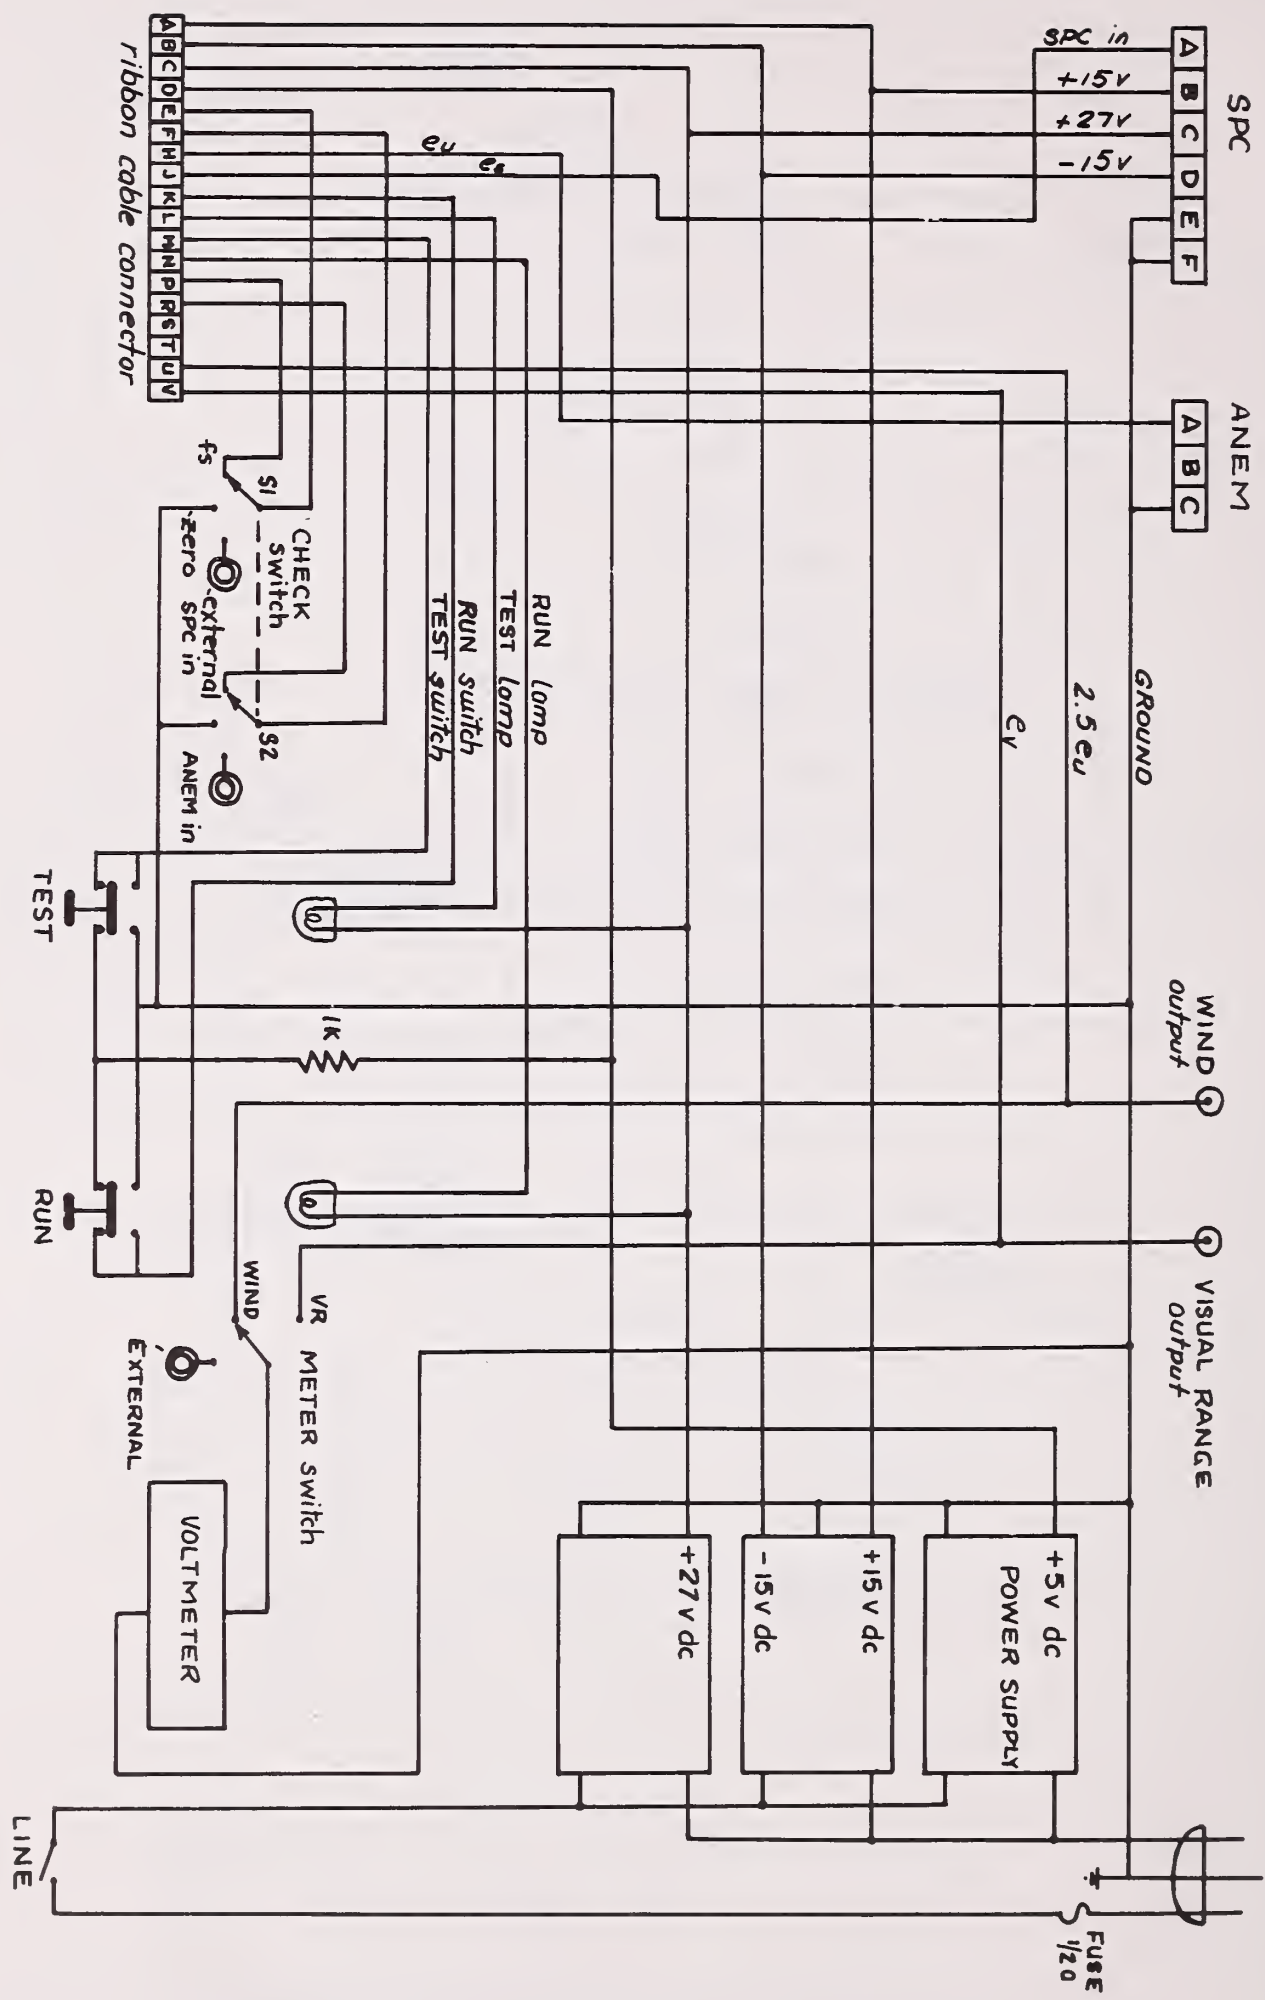 SPC
A B C D E F
SPC in
+15v
+27v
-15v
ANEM
A B C
GROUND
2.5 eu
ev
WIND
output
VISUAL RANGE
output
A B C D E F H J K L M N P R S T U V
ribbon cable connector
eu
es
RUN lamp
TEST lamp
RUN switch
TEST switch
CHECK
switch
S1
fs
zero
external
SPC in
S2
ANEM in
TEST
1K
RUN
VR
WIND
METER switch
EXTERNAL
VOLTMETER
+5v dc
POWER SUPPLY
+15v dc
-15v dc
+27v dc
LINE
FUSE